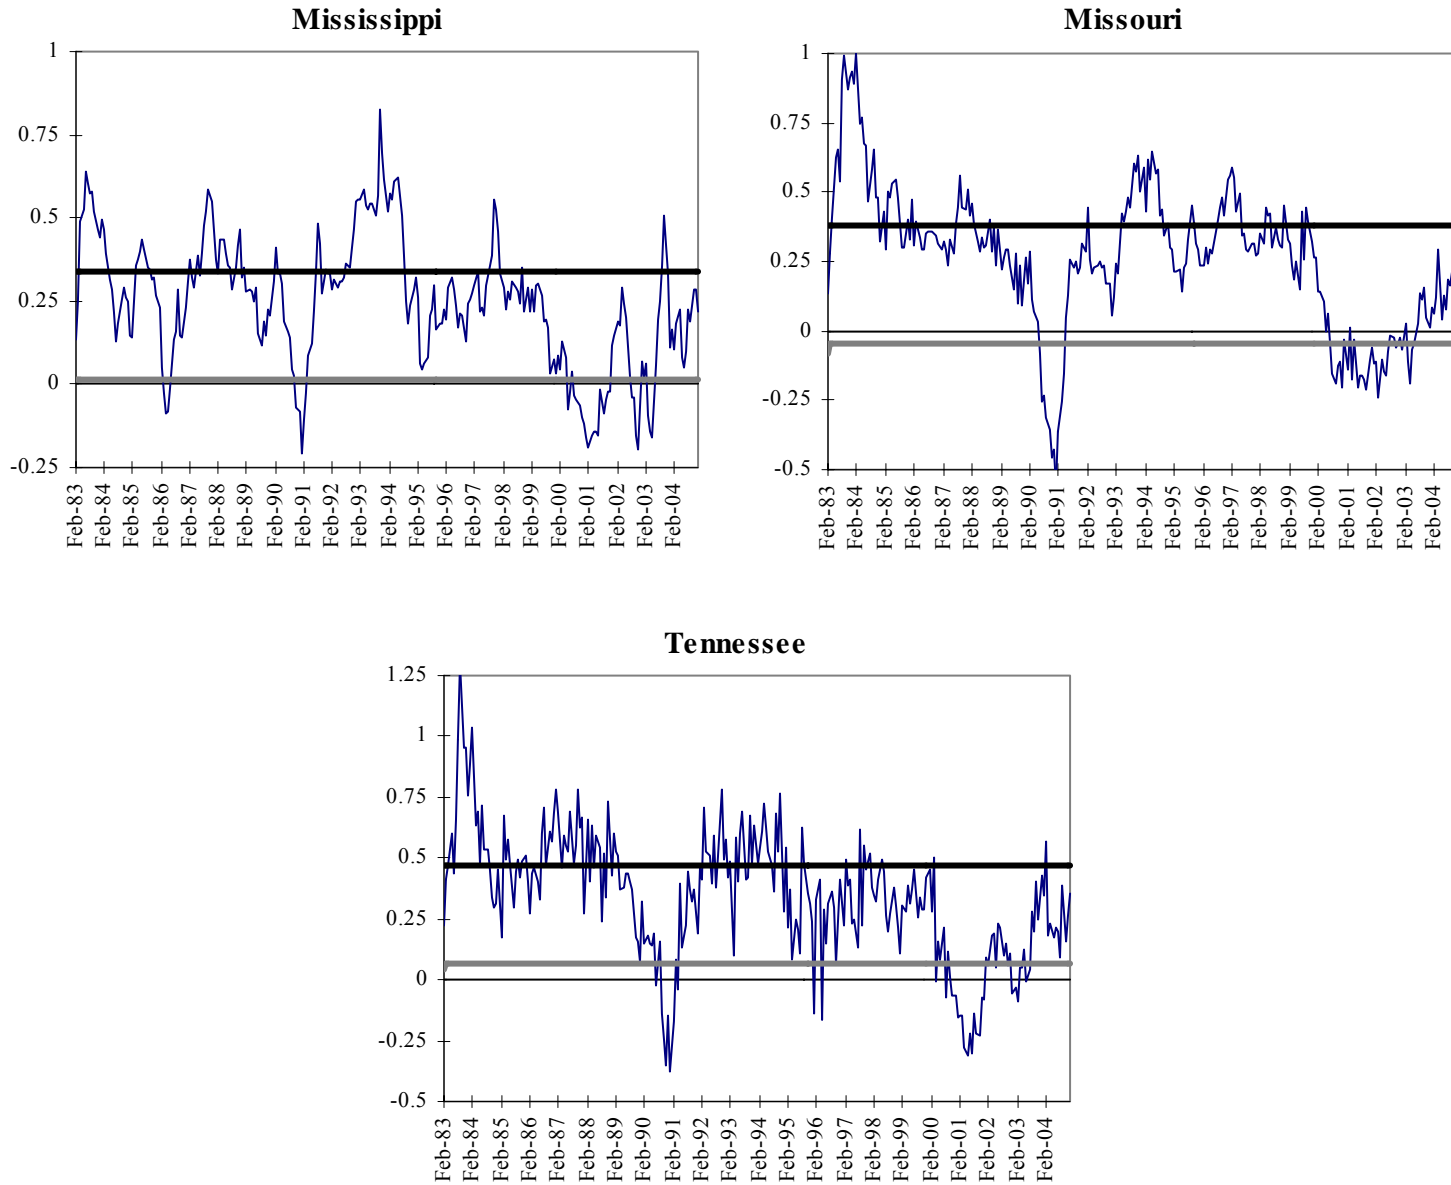 Mississippi
1
0.75
0.5
0.25
0
-0.25
Feb-83
Feb-84
Feb-85
Feb-86
Feb-87
Feb-88
Feb-89
Feb-90
Feb-91
Feb-92
Feb-93
Feb-94
Feb-95
Feb-96
Feb-97
Feb-98
Feb-99
Feb-00
Feb-01
Feb-02
Feb-03
Feb-04
Missouri
1
0.75
0.5
0.25
0
-0.25
-0.5
Feb-83
Feb-84
Feb-85
Feb-86
Feb-87
Feb-88
Feb-89
Feb-90
Feb-91
Feb-92
Feb-93
Feb-94
Feb-95
Feb-96
Feb-97
Feb-98
Feb-99
Feb-00
Feb-01
Feb-02
Feb-03
Feb-04
Tennessee
1.25
1
0.75
0.5
0.25
0
-0.25
-0.5
Feb-83
Feb-84
Feb-85
Feb-86
Feb-87
Feb-88
Feb-89
Feb-90
Feb-91
Feb-92
Feb-93
Feb-94
Feb-95
Feb-96
Feb-97
Feb-98
Feb-99
Feb-00
Feb-01
Feb-02
Feb-03
Feb-04